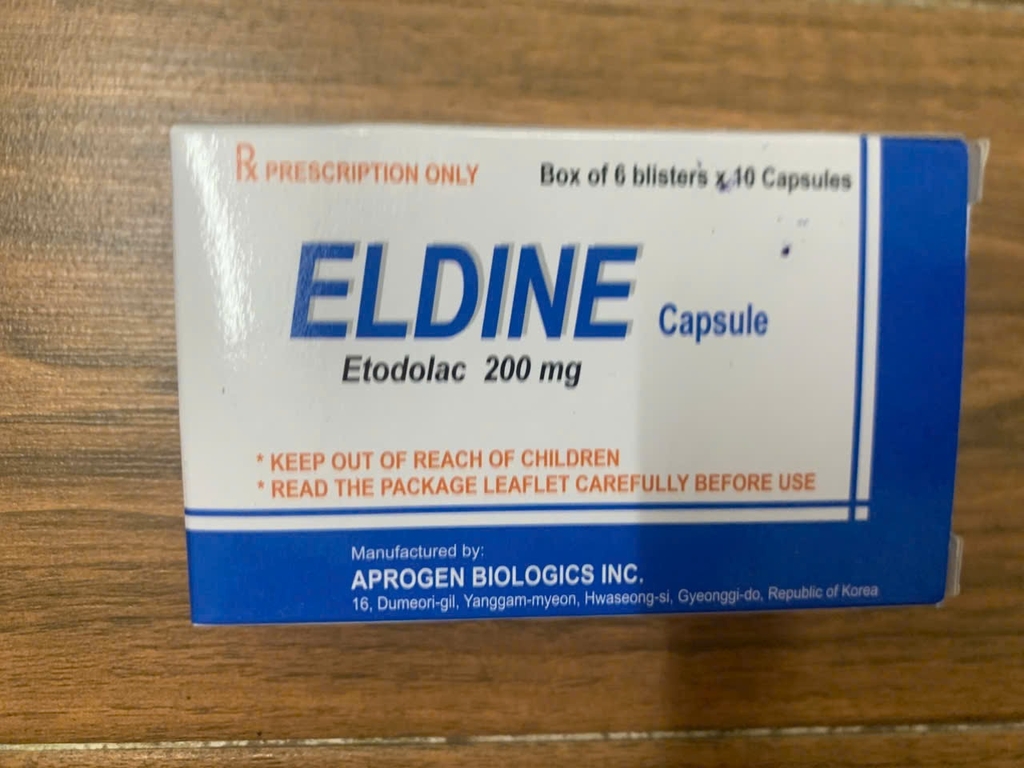 Rx PRESCRIPTION ONLY
Box of 6 blisters x 10 Capsules
ELDINE Capsule
Etodolac 200 mg
* KEEP OUT OF REACH OF CHILDREN
* READ THE PACKAGE LEAFLET CAREFULLY BEFORE USE
Manufactured by:
APROGEN BIOLOGICS INC.
16, Dumeori-gil, Yanggam-myeon, Hwaseong-si, Gyeonggi-do, Republic of Korea